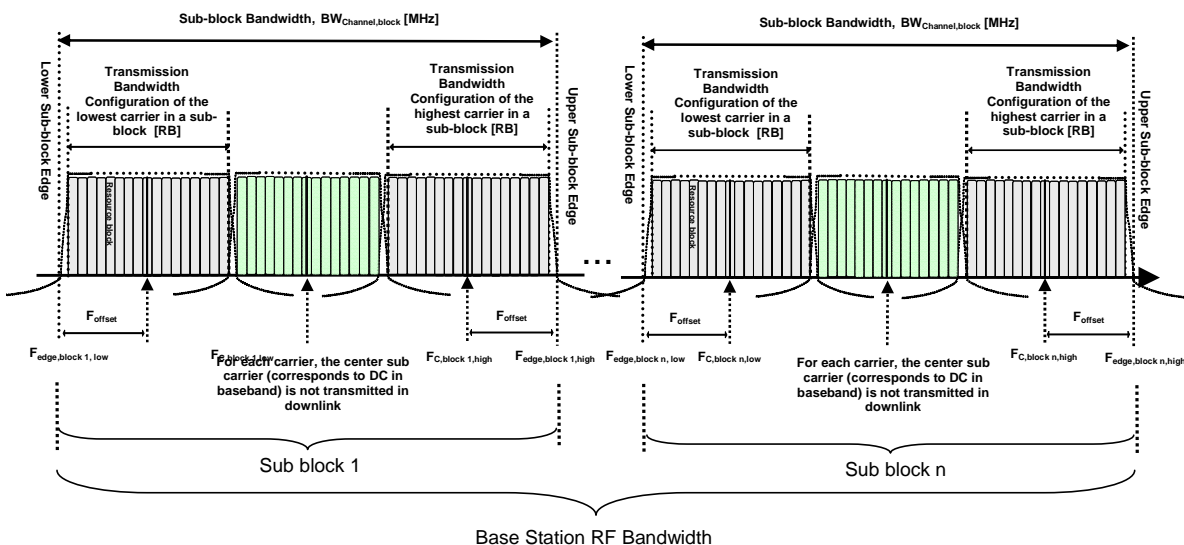 Sub-block Bandwidth, BWChannel,block [MHz]
Sub-block Bandwidth, BWChannel,block [MHz]
Lower Sub-block Edge
Transmission
Bandwidth
Configuration of the
lowest carrier in a sub-
block [RB]
Transmission
Bandwidth
Configuration of
the highest carrier in
a sub-block [RB]
Upper Sub-block Edge
Lower Sub-block Edge
Transmission
Bandwidth
Configuration of the
lowest carrier in
a sub-block [RB]
Transmission
Bandwidth
Configuration of the
highest carrier in
a sub-block [RB]
Upper Sub-block Edge
Resource block
Resource block
...
Foffset
Foffset
Foffset
Foffset
Fedge,block 1, low
FC,block 1,low
FC,block 1,high
Fedge,block 1,high
Fedge,block n, low
FC,block n,low
FC,block n,high
Fedge,block n,high
For each carrier, the center sub
carrier (corresponds to DC in
baseband) is not transmitted in
downlink
For each carrier, the center sub
carrier (corresponds to DC in
baseband) is not transmitted in
downlink
Sub block 1
Sub block n
Base Station RF Bandwidth